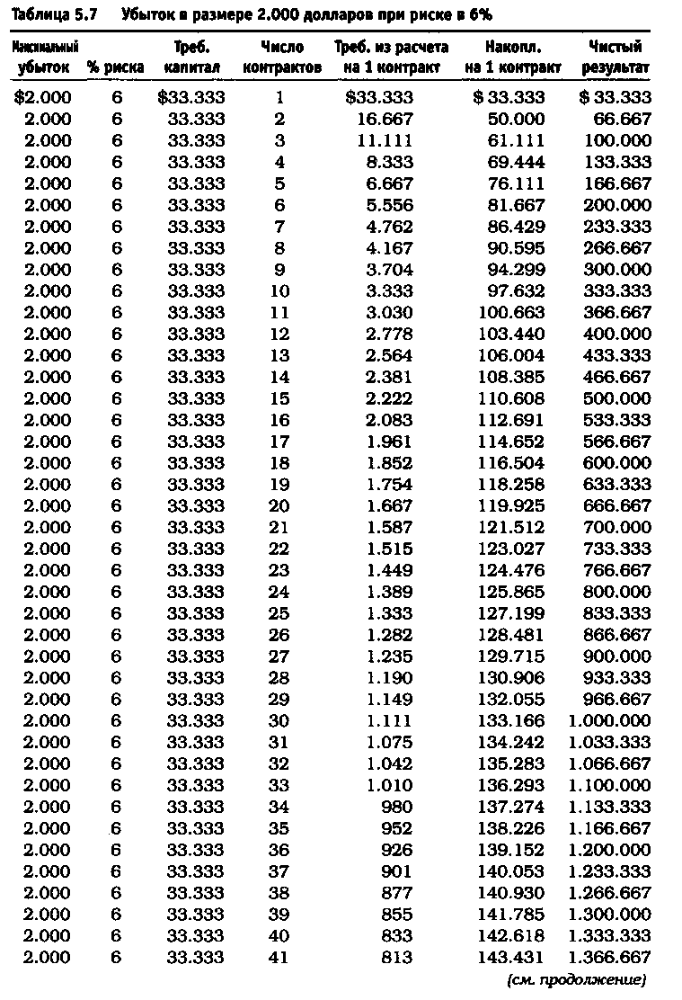 Таблица 5.7 Убыток в размере 2.000 долларов при риске в 6%
Максимальный Треб. Число Треб. из расчета Накопл. Чистый
убыток % риска капитал контрактов на 1 контракт на 1 контракт результат
$2.000 6 $33.333 1 $33.333 $ 33.333 $ 33.333
2.000 6 33.333 2 16.667 50.000 66.667
2.000 6 33.333 3 11.111 61.111 100.000
2.000 6 33.333 4 8.333 69.444 133.333
2.000 6 33.333 5 6.667 76.111 166.667
2.000 6 33.333 6 5.556 81.667 200.000
2.000 6 33.333 7 4.762 86.429 233.333
2.000 6 33.333 8 4.167 90.595 266.667
2.000 6 33.333 9 3.704 94.299 300.000
2.000 6 33.333 10 3.333 97.632 333.333
2.000 6 33.333 11 3.030 100.663 366.667
2.000 6 33.333 12 2.778 103.440 400.000
2.000 6 33.333 13 2.564 106.004 433.333
2.000 6 33.333 14 2.381 108.385 466.667
2.000 6 33.333 15 2.222 110.608 500.000
2.000 6 33.333 16 2.083 112.691 533.333
2.000 6 33.333 17 1.961 114.652 566.667
2.000 6 33.333 18 1.852 116.504 600.000
2.000 6 33.333 19 1.754 118.258 633.333
2.000 6 33.333 20 1.667 119.925 666.667
2.000 6 33.333 21 1.587 121.512 700.000
2.000 6 33.333 22 1.515 123.027 733.333
2.000 6 33.333 23 1.449 124.476 766.667
2.000 6 33.333 24 1.389 125.865 800.000
2.000 6 33.333 25 1.333 127.199 833.333
2.000 6 33.333 26 1.282 128.481 866.667
2.000 6 33.333 27 1.235 129.715 900.000
2.000 6 33.333 28 1.190 130.906 933.333
2.000 6 33.333 29 1.149 132.055 966.667
2.000 6 33.333 30 1.111 133.166 1.000.000
2.000 6 33.333 31 1.075 134.242 1.033.333
2.000 6 33.333 32 1.042 135.283 1.066.667
2.000 6 33.333 33 1.010 136.293 1.100.000
2.000 6 33.333 34 980 137.274 1.133.333
2.000 6 33.333 35 952 138.226 1.166.667
2.000 6 33.333 36 926 139.152 1.200.000
2.000 6 33.333 37 901 140.053 1.233.333
2.000 6 33.333 38 877 140.930 1.266.667
2.000 6 33.333 39 855 141.785 1.300.000
2.000 6 33.333 40 833 142.618 1.333.333
2.000 6 33.333 41 813 143.431 1.366.667
(см. продолжение)